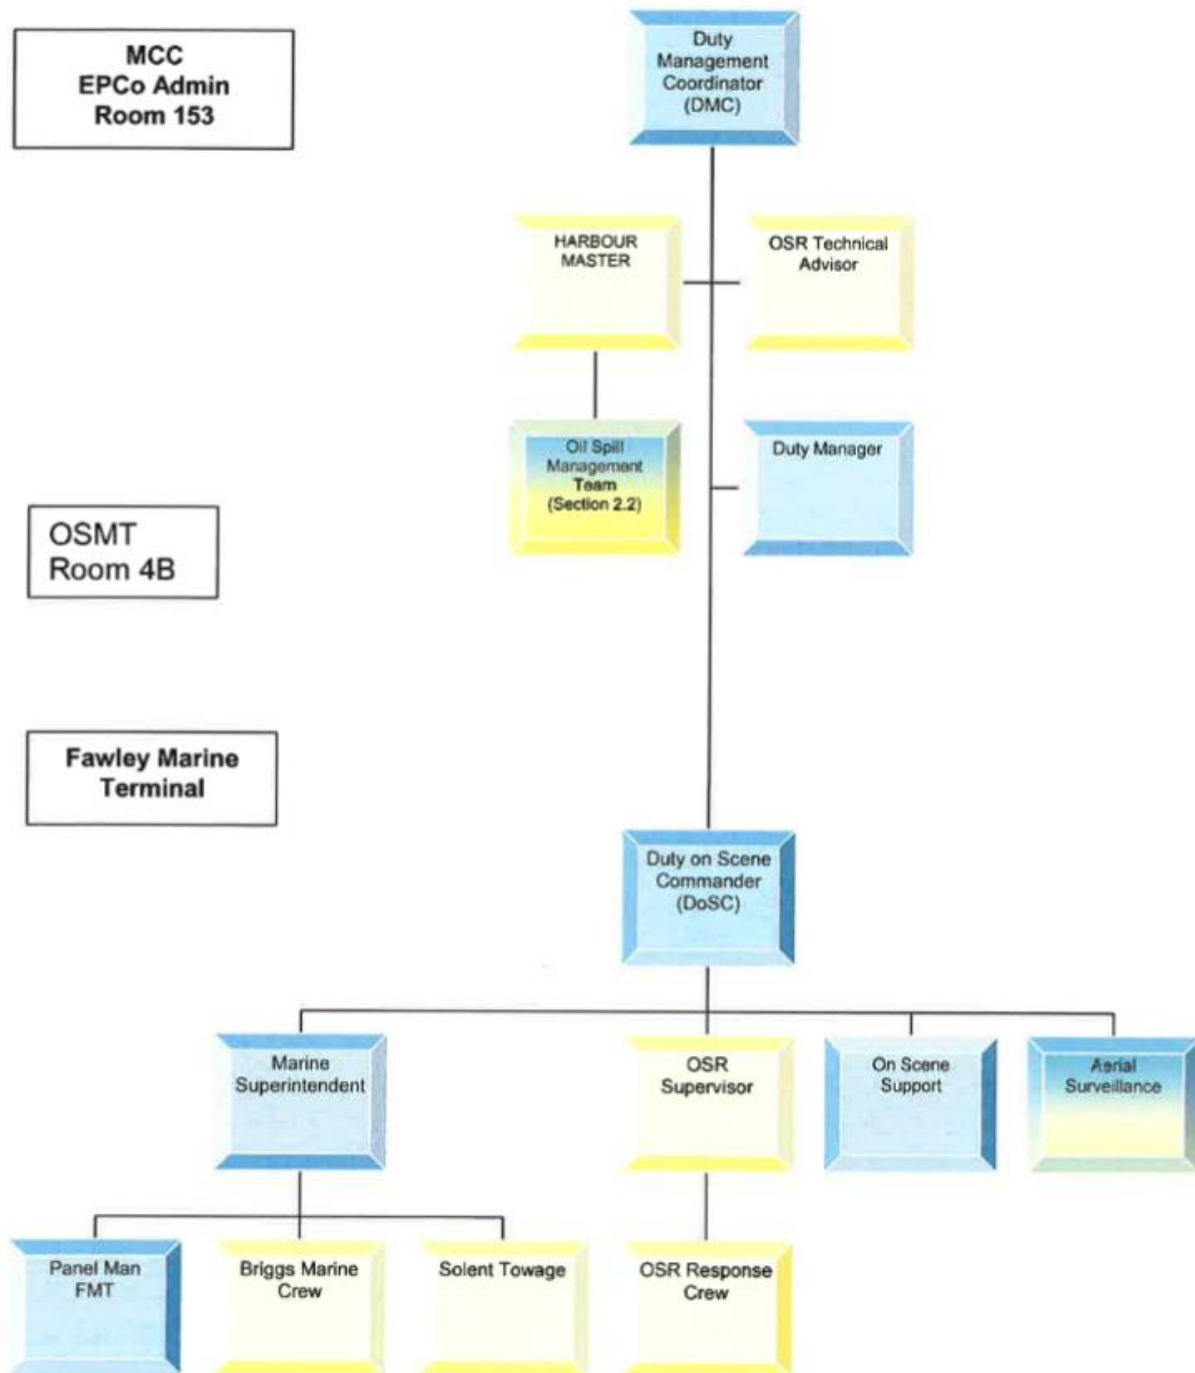 MCC
EPCo Admin
Room 153
Duty
Management
Coordinator
(DMC)
HARBOUR
MASTER
OSR Technical
Advisor
Oil Spill
Management
Team
(Section 2.2)
Duty Manager
OSMT
Room 4B
Fawley Marine
Terminal
Duty on Scene
Commander
(DoSC)
Marine
Superintendent
OSR
Supervisor
On Scene
Support
Aerial
Surveillance
Panel Man
FMT
Briggs Marine
Crew
Solent Towage
OSR Response
Crew